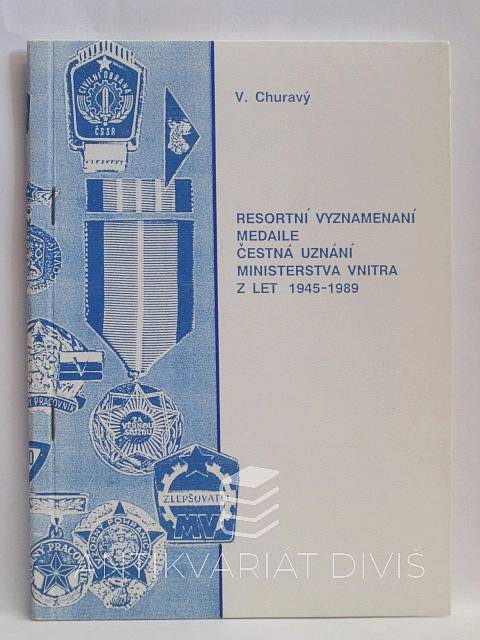 V. Churavý
RESORTNÍ VYZNAMENANÍ
MEDAILE
ČESTNÁ UZNÁNÍ
MINISTERSTVA VNITRA
Z LET 1945-1989
CIVILNÍ OBRANA
ČSSR
PRACOVNÍK
ZA
VĚRNOU
SLUŽBU
ZLEPŠOVATEL
MV
ANTIKVARIÁT DIVIŠ